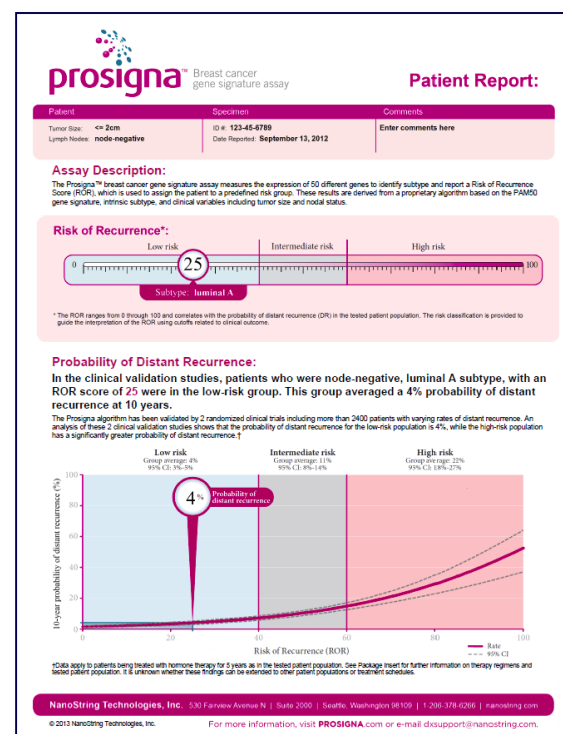 prosigna™ Breast cancer
gene signature assay
Patient Report:
Patient Specimen Comments
Tumor Size: <= 2cm ID #: 123-45-6789 Enter comments here
Lymph Nodes: node-negative Date Reported: September 13, 2012
Assay Description:
The Prosigna™ breast cancer gene signature assay measures the expression of 50 different genes to identify subtype and report a Risk of Recurrence
Score (ROR), which is used to assign the patient to a predefined risk group. These results are derived from a proprietary algorithm based on the PAM50
gene signature, intrinsic subtype, and clinical variables including tumor size and nodal status.
Risk of Recurrence*:
Low risk Intermediate risk High risk
0 25 100
Subtype: luminal A
* The ROR ranges from 0 through 100 and correlates with the probability of distant recurrence (DR) in the tested patient population. The risk classification is provided to
guide the interpretation of the ROR using cutoffs related to clinical outcome.
Probability of Distant Recurrence:
In the clinical validation studies, patients who were node-negative, luminal A subtype, with an
ROR score of 25 were in the low-risk group. This group averaged a 4% probability of distant
recurrence at 10 years.
The Prosigna algorithm has been validated by 2 randomized clinical trials including more than 2400 patients with varying rates of distant recurrence. An
analysis of these 2 clinical validation studies shows that the probability of distant recurrence for the low-risk population is 4%, while the high-risk population
has a significantly greater probability of distant recurrence.†
Low risk Intermediate risk High risk
Group average: 4% Group average: 11% Group average: 22%
95% CI: 3%-5% 95% CI: 8%-14% 95% CI: 18%-27%
10-year probability of distant recurrence (%)
100
80
60
40
20
0
4%
Probability of
distant recurrence
0 20 40 60 80 100
Risk of Recurrence (ROR)
Rate
95% CI
†Data apply to patients being treated with hormone therapy for 5 years as in the tested patient population. See Package Insert for further information on therapy regimens and
tested patient population. It is unknown whether these findings can be extended to other patient populations or treatment schedules.
NanoString Technologies, Inc. 530 Fairview Avenue N | Suite 2000 | Seattle, Washington 98109 | 1-206-378-6266 | nanostring.com
© 2013 NanoString Technologies, Inc. For more information, visit PROSIGNA.com or e-mail dxsupport@nanostring.com.